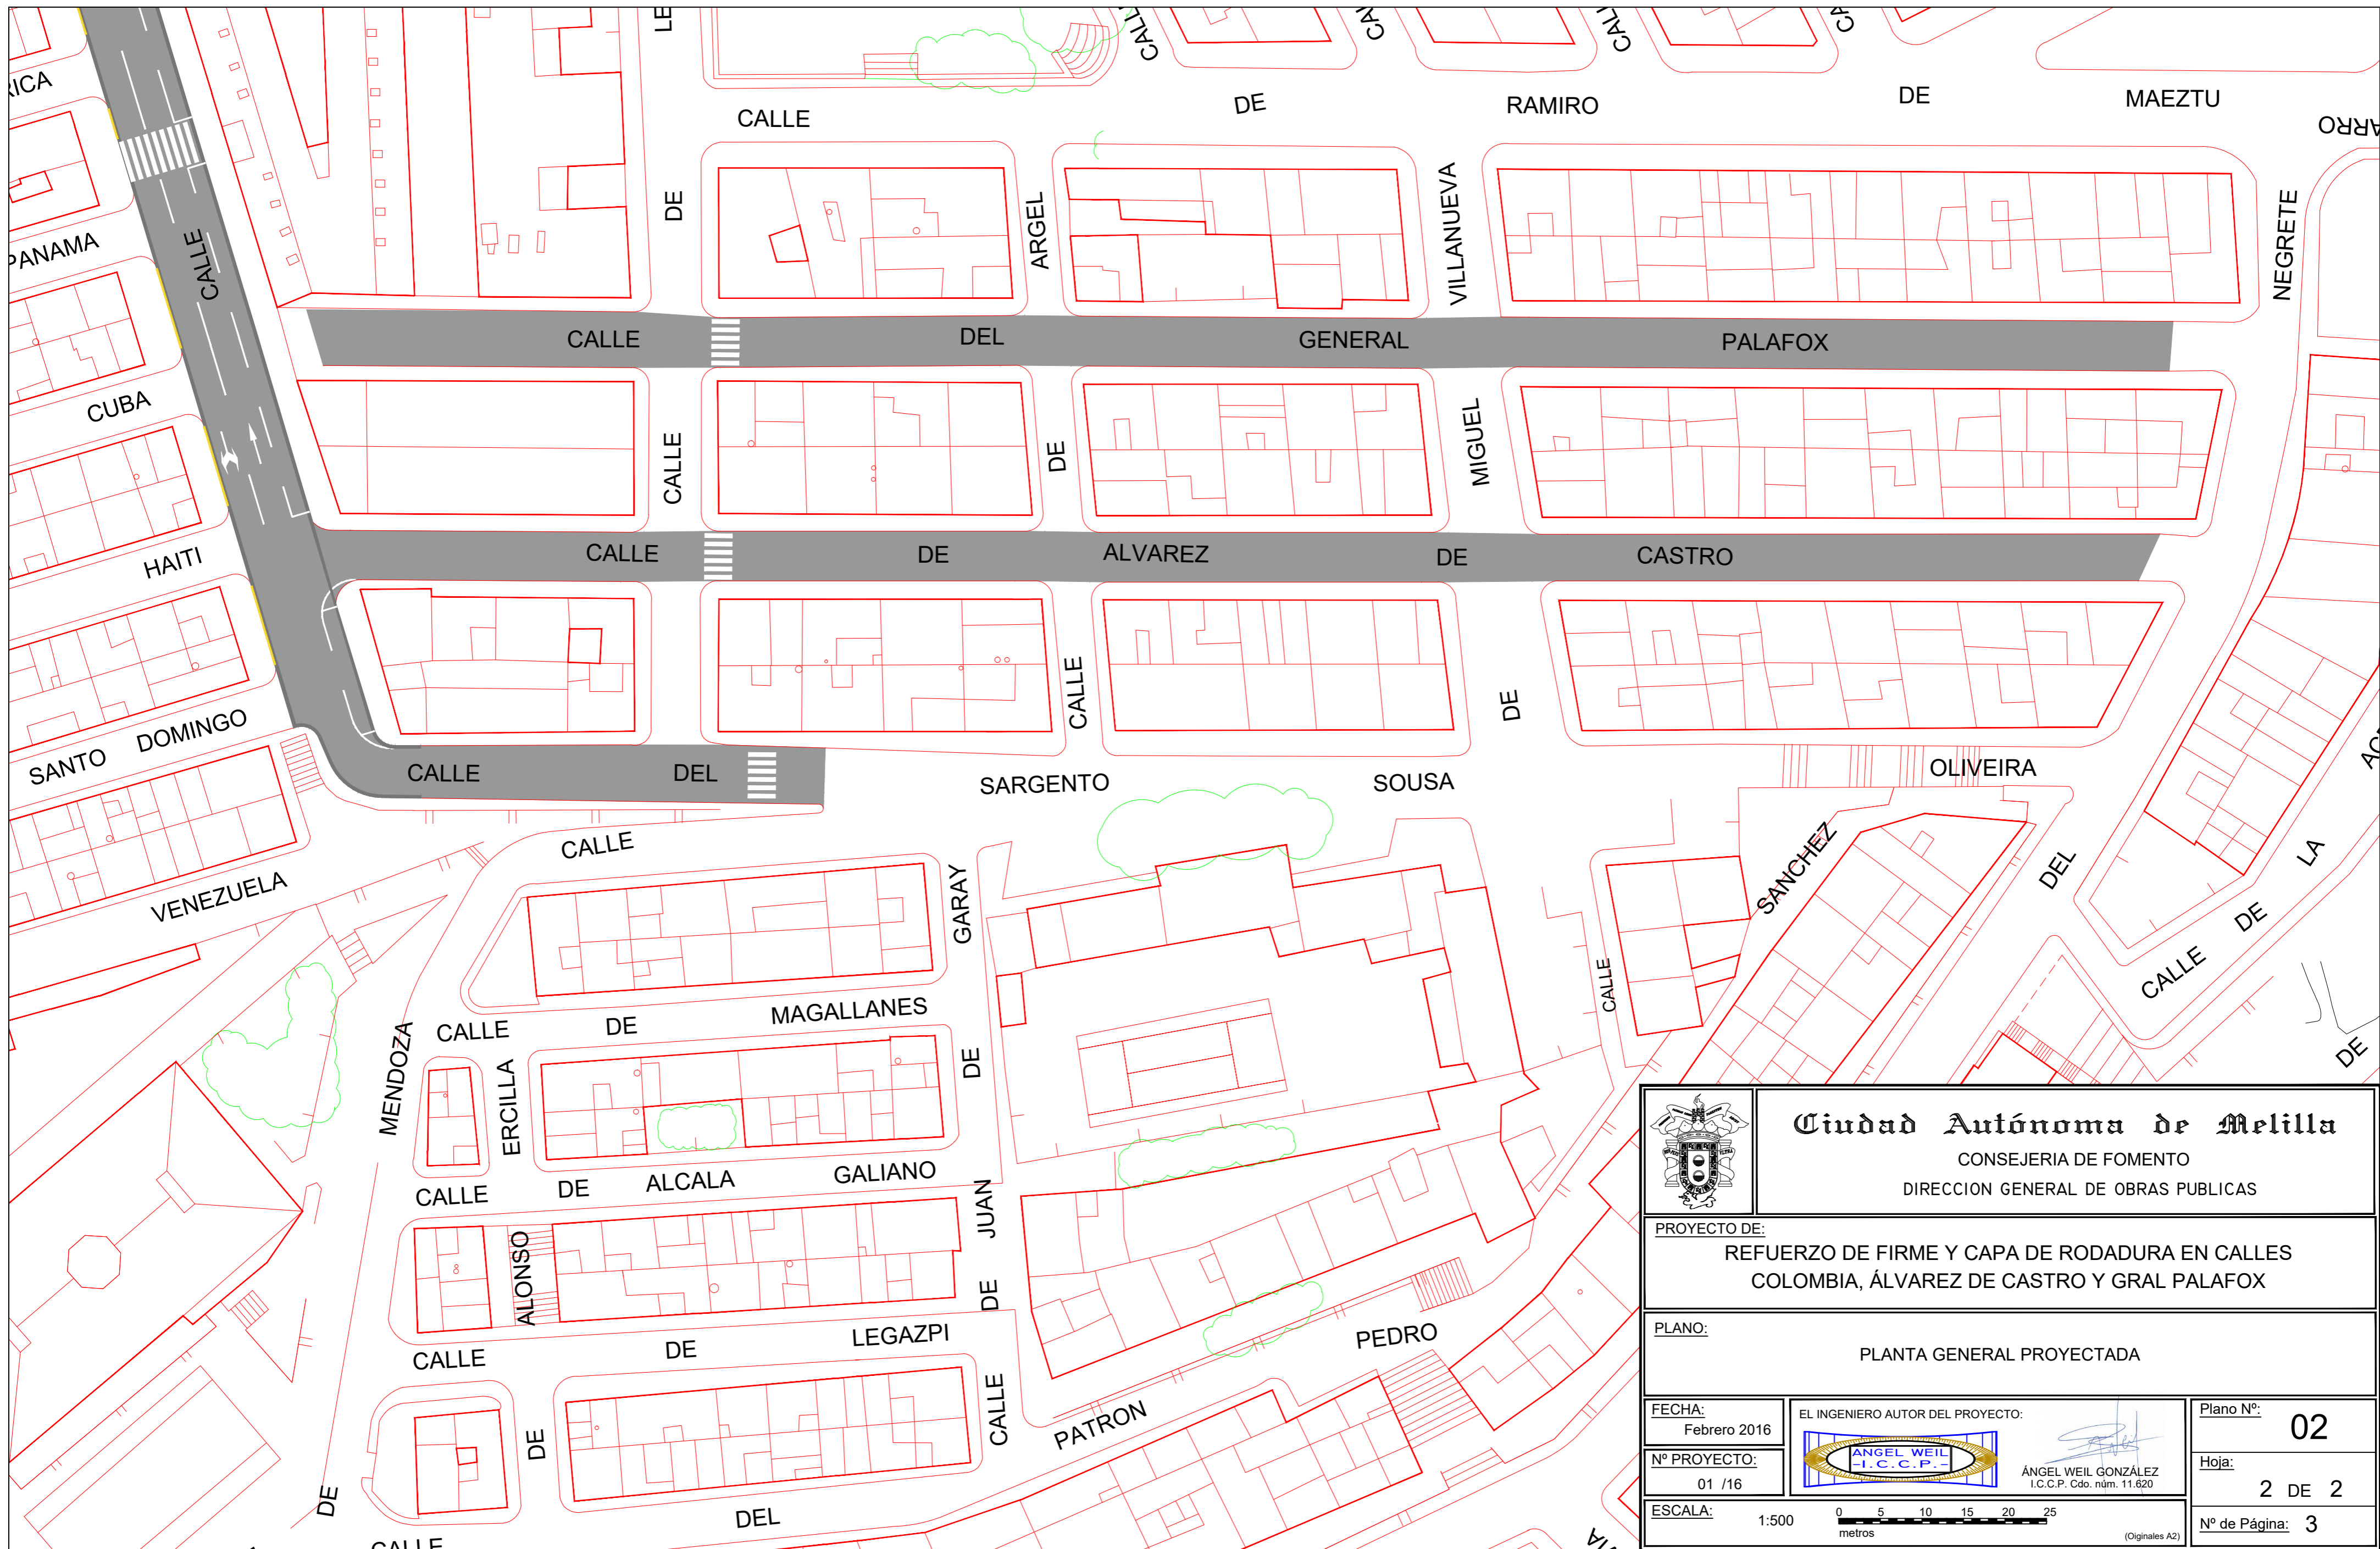 CALLE DE RAMIRO DE MAEZTU
PANAMA
CUBA
HAITI
SANTO DOMINGO
VENEZUELA
CALLE
DE
ARGEL
VILLANUEVA
NEGRETE
CALLE DEL GENERAL PALAFOX
CALLE
DE
MIGUEL
CALLE DE ALVAREZ DE CASTRO
CALLE
DE
CALLE DEL SARGENTO SOUSA OLIVEIRA
CALLE
GARAY
SANCHEZ
DEL
LA
DE
CALLE
CALLE
DE
MENDOZA
CALLE DE MAGALLANES
ERCILLA
DE
CALLE DE ALCALA GALIANO
JUAN
ALONSO
DE
CALLE DE LEGAZPI
PEDRO
CALLE
PATRON
DE
DE
DEL
CALLE
Ciudad Autónoma de Melilla
CONSEJERIA DE FOMENTO
DIRECCION GENERAL DE OBRAS PUBLICAS
PROYECTO DE:
REFUERZO DE FIRME Y CAPA DE RODADURA EN CALLES
COLOMBIA, ÁLVAREZ DE CASTRO Y GRAL PALAFOX
PLANO:
PLANTA GENERAL PROYECTADA
FECHA:
Febrero 2016
Nº PROYECTO:
01 /16
EL INGENIERO AUTOR DEL PROYECTO:
ANGEL WEIL
-I.C.C.P.-
ÁNGEL WEIL GONZÁLEZ
I.C.C.P. Cdo. núm. 11.620
Plano Nº:
02
Hoja:
2 DE 2
Nº de Página: 3
ESCALA:
1:500
0 5 10 15 20 25
metros
(Oiginales A2)